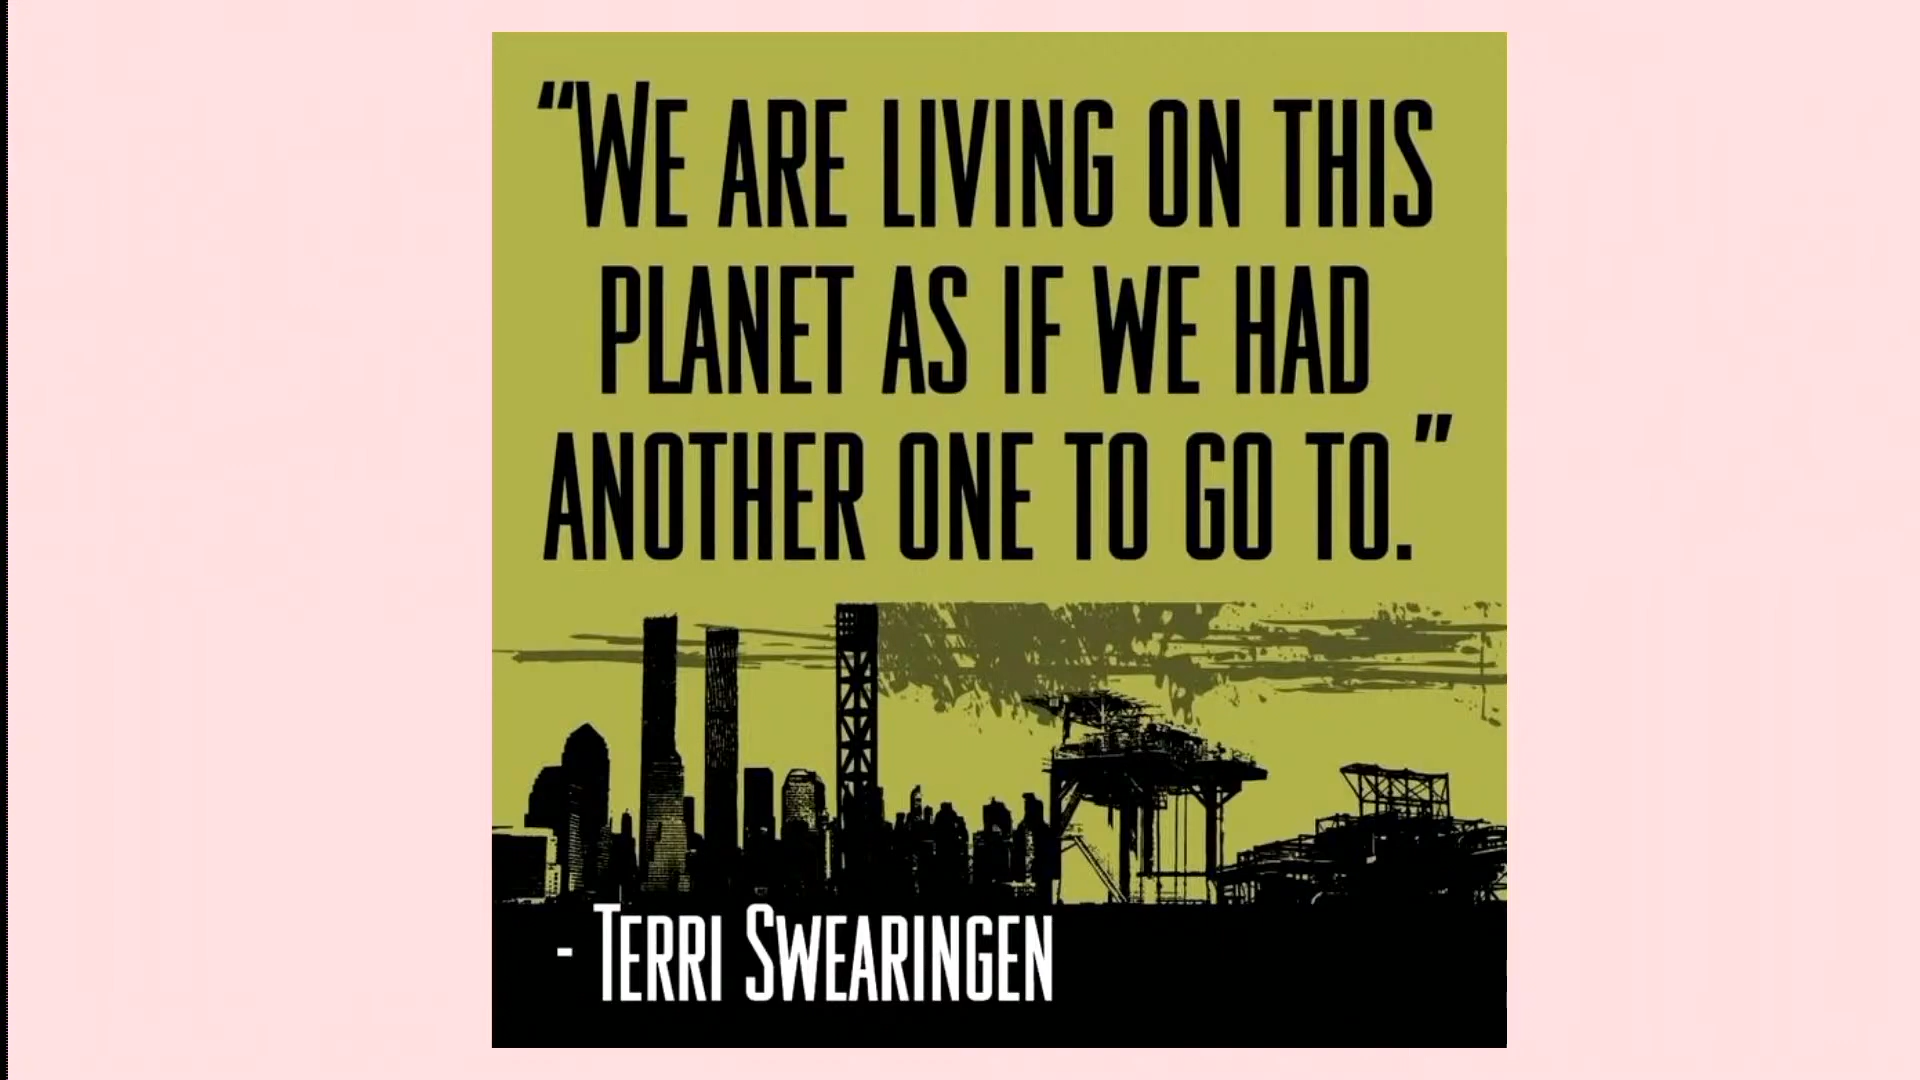 “WE ARE LIVING ON THIS
PLANET AS IF WE HAD
ANOTHER ONE TO GO TO.”
- TERRI SWEARINGEN